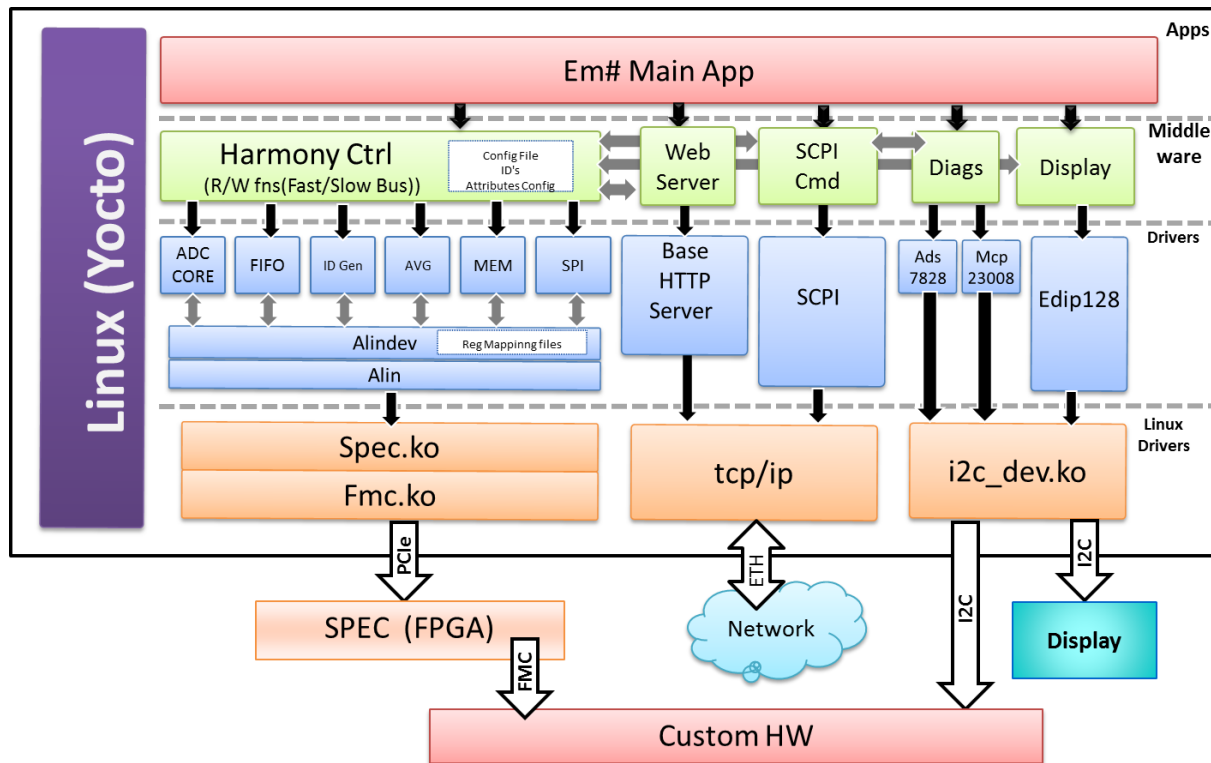 Apps
Em# Main App
Linux (Yocto)
Middle
ware
Harmony Ctrl
(R/W fns(Fast/Slow Bus))
Config File
ID's
Attributes Config
Web
Server
SCPI
Cmd
Diags
Display
Drivers
ADC
CORE
FIFO
ID Gen
AVG
MEM
SPI
Base
HTTP
Server
SCPI
Ads
7828
Mcp
23008
Edip128
Alindev
Reg Mappinng files
Alin
Linux
Drivers
Spec.ko
Fmc.ko
tcp/ip
i2c_dev.ko
PCIe
ETH
I2C
I2C
SPEC (FPGA)
Network
Display
FMC
Custom HW